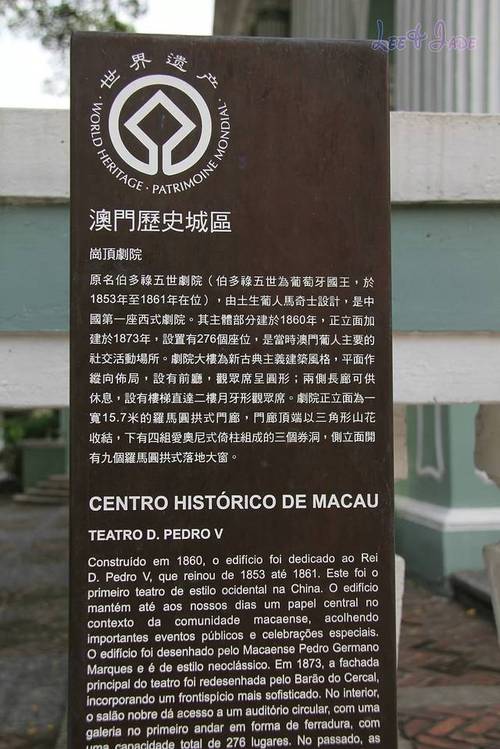 Lee & Jade
世界遗产
· WORLD HERITAGE · PATRIMOINE MONDIAL ·
澳門歷史城區
崗頂劇院
原名伯多祿五世劇院（伯多祿五世為葡萄牙國王，於
1853年至1861年在位），由土生葡人馬奇士設計，是中
國第一座西式劇院。其主體部分建於1860年，正立面加
建於1873年，設置有276個座位，是當時澳門葡人主要的
社交活動場所。劇院大樓為新古典主義建築風格，平面作
縱向佈局，設有前廳，觀眾席呈圓形；兩側長廊可供
休息，設有樓梯直達二樓月牙形觀眾席。劇院正立面為一
寬15.7米的羅馬圓拱式門廊，門廊頂端以三角形山花
收結，下有四組愛奧尼式倚柱組成的三個券洞，側立面開
有九個羅馬圓拱式落地大窗。
CENTRO HISTÓRICO DE MACAU
TEATRO D. PEDRO V
Construído em 1860, o edifício foi dedicado ao Rei
D. Pedro V, que reinou de 1853 até 1861. Este foi o
primeiro teatro de estilo ocidental na China. O edifício
mantém até aos nossos dias um papel central no
contexto da comunidade macaense, acolhendo
importantes eventos públicos e celebrações especiais.
O edifício foi desenhado pelo Macaense Pedro Germano
Marques e é de estilo neoclássico. Em 1873, a fachada
principal do teatro foi redesenhada pelo Barão do Cercal,
incorporando um frontispício mais sofisticado. No interior,
o salão nobre dá acesso a um auditório circular, com uma
galeria no primeiro andar em forma de ferradura, com
uma capacidade total de 276 lugares. No passado, as